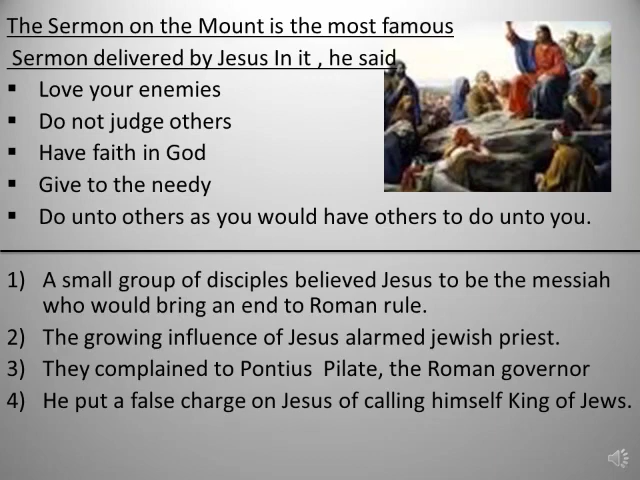 The Sermon on the Mount is the most famous
Sermon delivered by Jesus In it , he said
▪ Love your enemies
▪ Do not judge others
▪ Have faith in God
▪ Give to the needy
▪ Do unto others as you would have others to do unto you.
1) A small group of disciples believed Jesus to be the messiah
who would bring an end to Roman rule.
2) The growing influence of Jesus alarmed jewish priest.
3) They complained to Pontius  Pilate, the Roman governor
4) He put a false charge on Jesus of calling himself King of Jews.